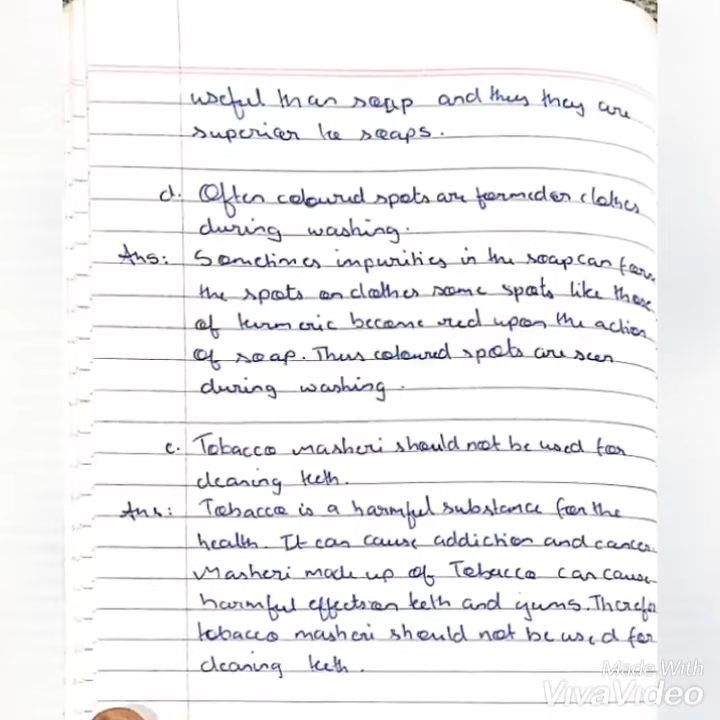 useful than soap and thus they are
superior to soaps.
d. Often coloured spots are formed on clothes
during washing.
Ans: Sometimes impurities in the soap can form
the spots on clothes some spots like those
of turmeric become red upon the action
of soap. Thus coloured spots are seen
during washing.
e. Tobacco masheri should not be used for
cleaning teeth.
Ans: Tobacco is a harmful substance for the
health. It can cause addiction and cancer.
Masheri made up of Tobacco can cause
harmful effects on teeth and gums. Therefo
tobacco masheri should not be used for
cleaning teeth.
Made With
VivaVideo